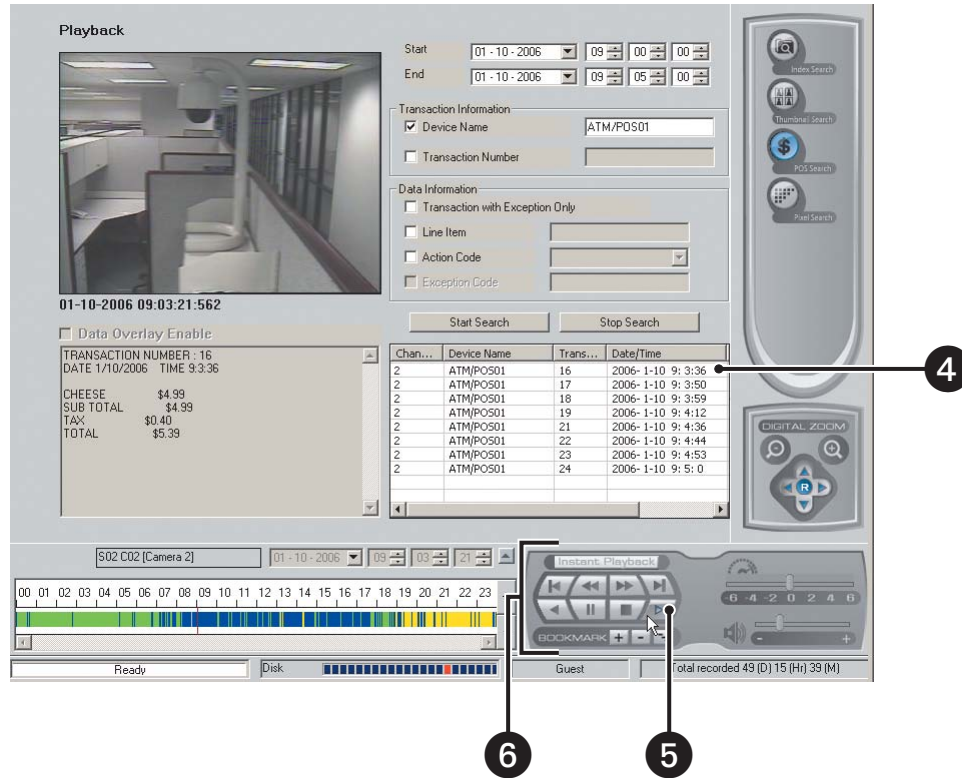 Playback
Start 01 - 10 - 2006 09 00 00
End 01 - 10 - 2006 09 05 00
Transaction Information
Device Name ATM/POS01
Transaction Number
Data Information
Transaction with Exception Only
Line Item
Action Code
Exception Code
Start Search Stop Search
01-10-2006 09:03:21:562
Data Overlay Enable
TRANSACTION NUMBER : 16
DATE 1/10/2006 TIME 9:3:36
CHEESE $4.99
SUB TOTAL $4.99
TAX $0.40
TOTAL $5.39
Chan... Device Name Trans... Date/Time
2 ATM/POS01 16 2006- 1-10 9: 3:36
2 ATM/POS01 17 2006- 1-10 9: 3:50
2 ATM/POS01 18 2006- 1-10 9: 3:59
2 ATM/POS01 19 2006- 1-10 9: 4:12
2 ATM/POS01 21 2006- 1-10 9: 4:36
2 ATM/POS01 22 2006- 1-10 9: 4:44
2 ATM/POS01 23 2006- 1-10 9: 4:53
2 ATM/POS01 24 2006- 1-10 9: 5: 0
Index Search
Thumbnail Search
$
POS Search
Pixel Search
4
DIGITAL ZOOM
R
S02 C02 [Camera 2] 01 - 10 - 2006 09 03 21
00 01 02 03 04 05 06 07 08 09 10 11 12 13 14 15 16 17 18 19 20 21 22 23
Instant Playback
BOOKMARK + - 
-6 -4 -2 0 2 4 6
- +
Ready Disk Guest Total recorded 49 (D) 15 (Hr) 39 (M)
6 5